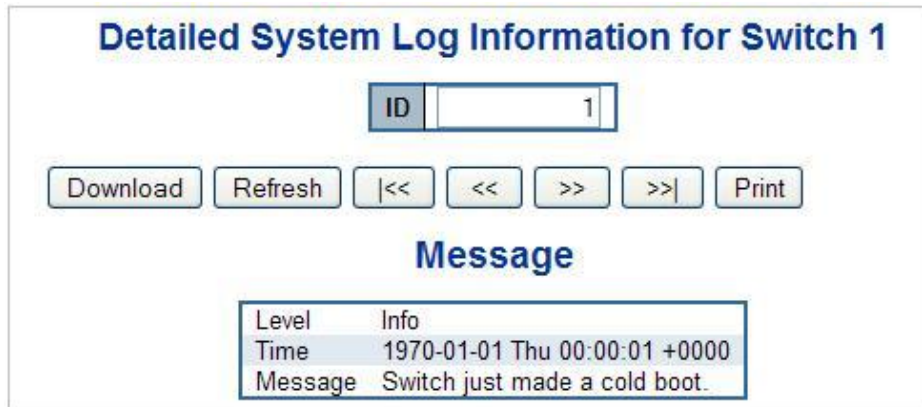 Detailed System Log Information for Switch 1
ID 1
Download Refresh |<< << >> >>| Print
Message
Level Info
Time 1970-01-01 Thu 00:00:01 +0000
Message Switch just made a cold boot.